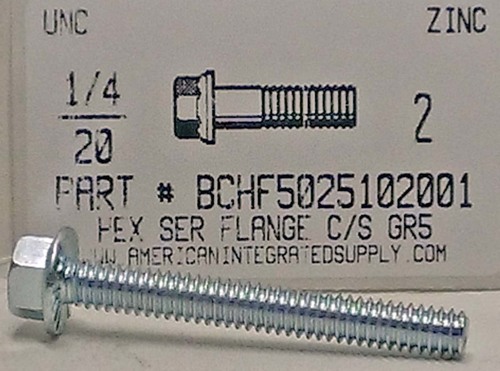 UNC ZINC
1/4
20
2
PART # BCHF5025102001
HEX SER FLANGE C/S GR5
WWW.AMERICANINTEGRATEDSUPPLY.COM